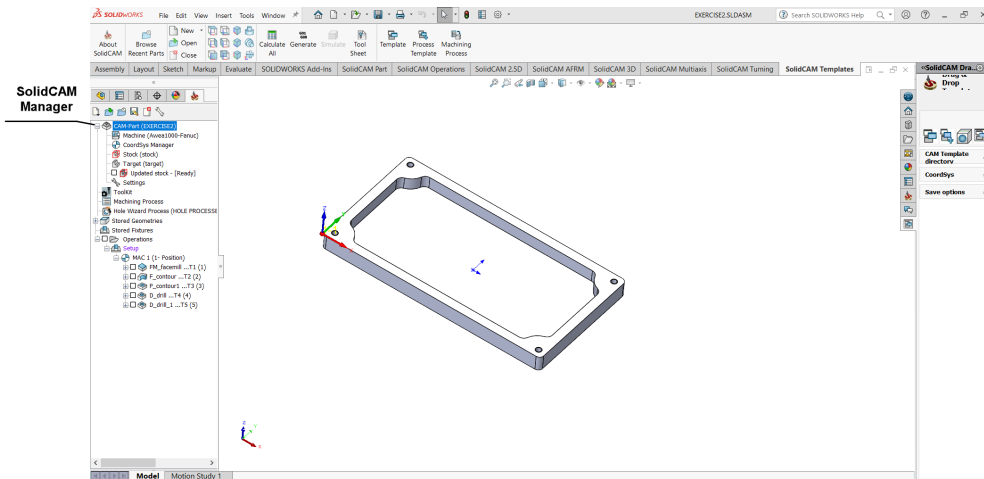 SOLIDWORKS File Edit View Insert Tools Window EXERCISE2.SLDASM Search SOLIDWORKS Help
About SolidCAM
Browse Recent Parts
New
Open
Close
Calculate All
Generate
Simulate
Tool Sheet
Template
Process Template
Machining Process
Assembly Layout Sketch Markup Evaluate SOLIDWORKS Add-Ins SolidCAM Part SolidCAM Operations SolidCAM 2.5D SolidCAM AFRM SolidCAM 3D SolidCAM Multiaxis SolidCAM Turning SolidCAM Templates
SolidCAM Manager
CAM-Part (EXERCISE2)
Machine (Awea1000-Fanuc)
CoordSys Manager
Stock (stock)
Target (target)
Updated stock - [Ready]
Settings
ToolKit
Machining Process
Hole Wizard Process (HOLE PROCESSE
Stored Geometries
Stored Fixtures
Operations
Setup
MAC 1 (1- Position)
FM_facemill ...T1 (1)
F_contour ...T2 (2)
P_contour1 ...T3 (3)
D_drill ...T4 (4)
D_drill_1 ...T5 (5)
SolidCAM Dra...
Drop
CAM Template directory
CoordSys
Save options
Model Motion Study 1